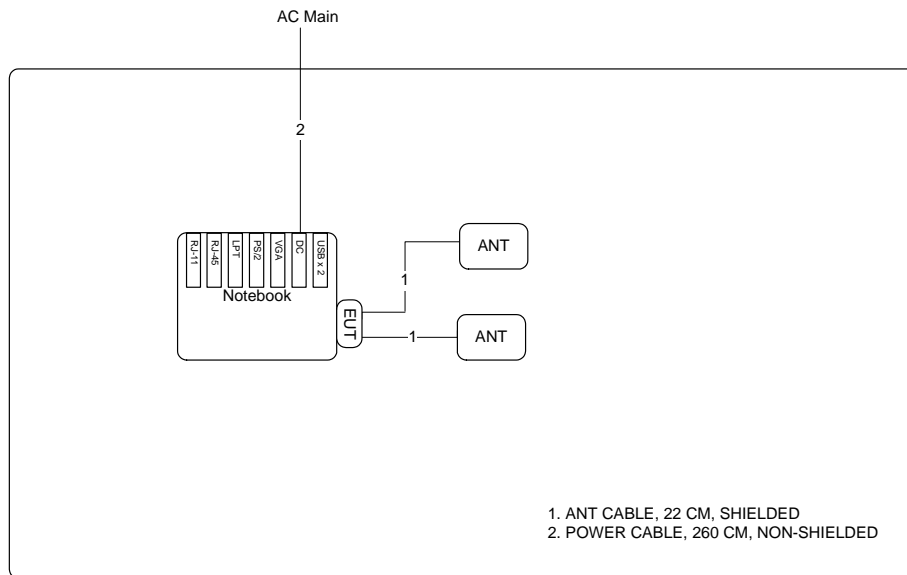 AC Main
2
RJ-11
RJ-45
LPT
PS/2
VGA
DC
USB x 2
Notebook
EUT
1
ANT
1
ANT
1. ANT CABLE, 22 CM, SHIELDED
2. POWER CABLE, 260 CM, NON-SHIELDED